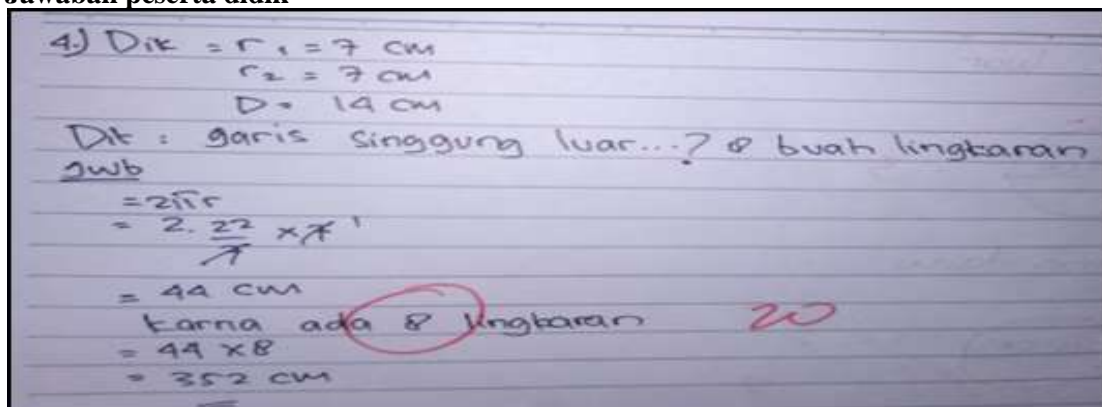 Jawaban peserta didik
4.) Dik = r₁ = 7 cm
r₂ = 7 cm
D = 14 cm
Dit : garis singgung luar...? 8 buah lingkaran
Jwb
= 2πr
= 2. 22/7 × 7 1
= 44 cm
karna ada 8 lingkaran 20
= 44 × 8
= 352 cm